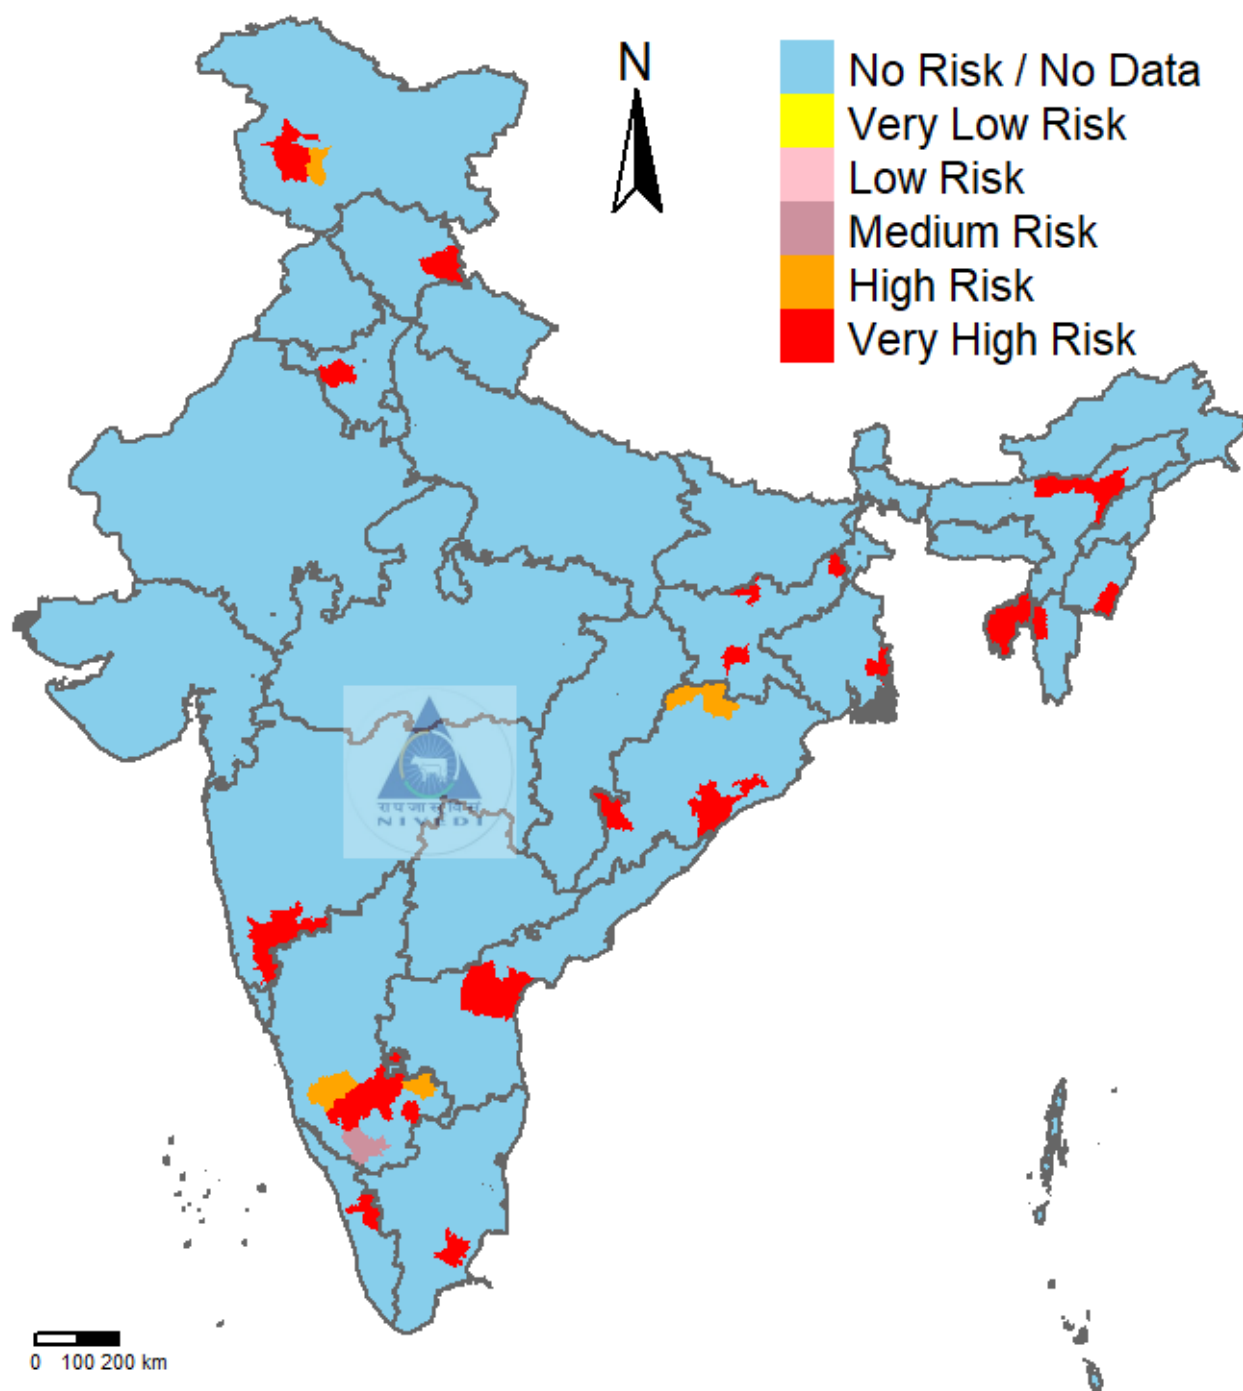 N
No Risk / No Data
Very Low Risk
Low Risk
Medium Risk
High Risk
Very High Risk
NIVEDI
0 100 200 km